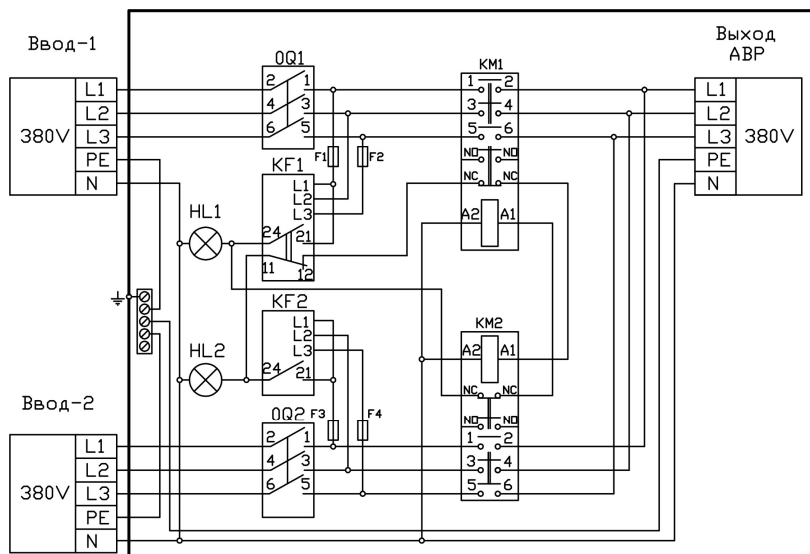 Ввод-1
380V
L1
L2
L3
PE
N
OQ1
2 1
4 3
6 5
F1 F2
KM1
1 2
3 4
5 6
NO NO
NC NC
A2 A1
Выход
АВР
L1
L2
L3
PE
N
380V
KF1
L1
L2
L3
24 21
11 12
HL1
KF2
L1
L2
L3
24 21
HL2
KM2
A2 A1
NC NC
NO NO
1 2
3 4
5 6
Ввод-2
380V
L1
L2
L3
PE
N
OQ2
F3 F4
2 1
4 3
6 5